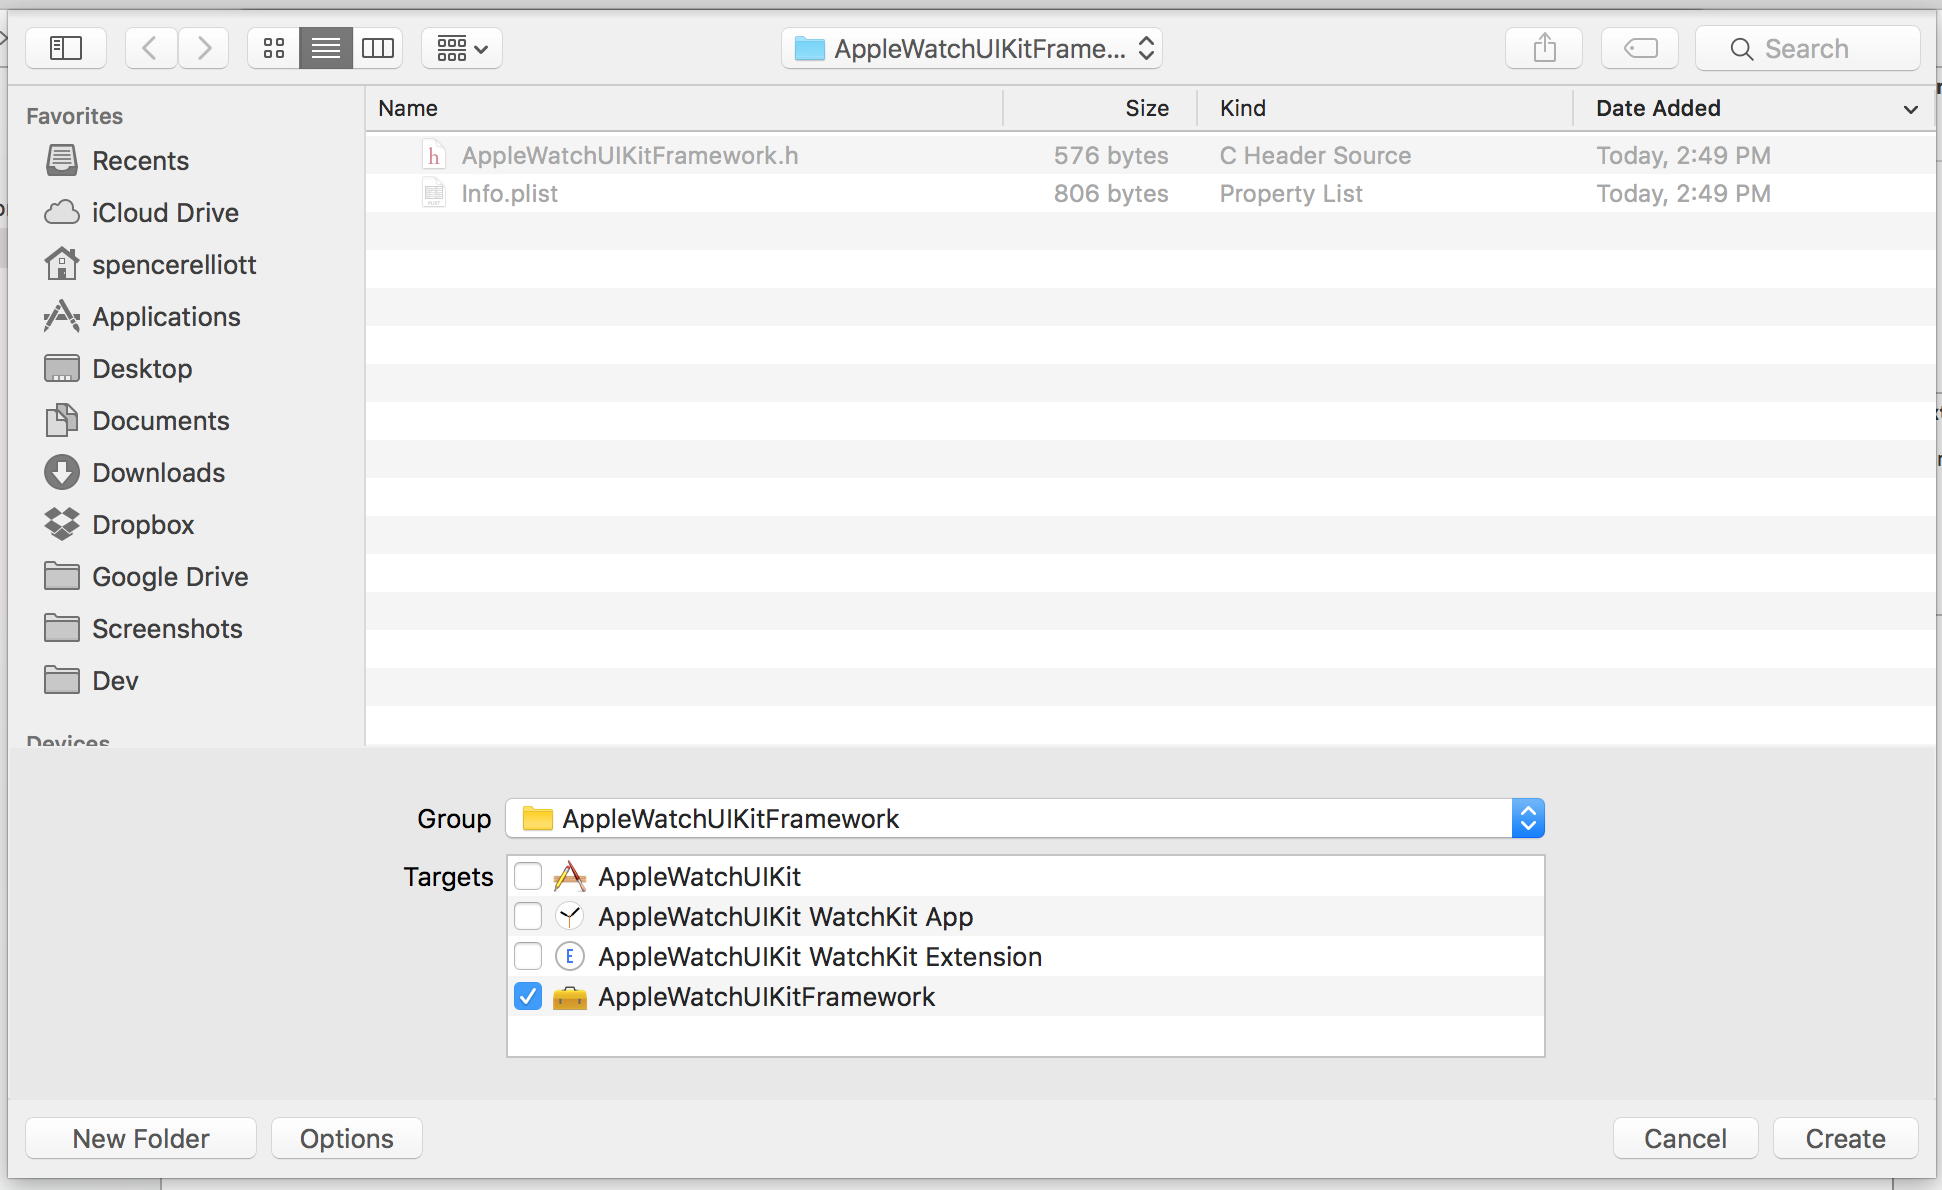 AppleWatchUIKitFrame...
Search
Favorites
Recents
iCloud Drive
spencerelliott
Applications
Desktop
Documents
Downloads
Dropbox
Google Drive
Screenshots
Dev
Devices
Name Size Kind Date Added
h AppleWatchUIKitFramework.h 576 bytes C Header Source Today, 2:49 PM
Info.plist 806 bytes Property List Today, 2:49 PM
Group AppleWatchUIKitFramework
Targets AppleWatchUIKit
AppleWatchUIKit WatchKit App
E AppleWatchUIKit WatchKit Extension
AppleWatchUIKitFramework
New Folder Options Cancel Create